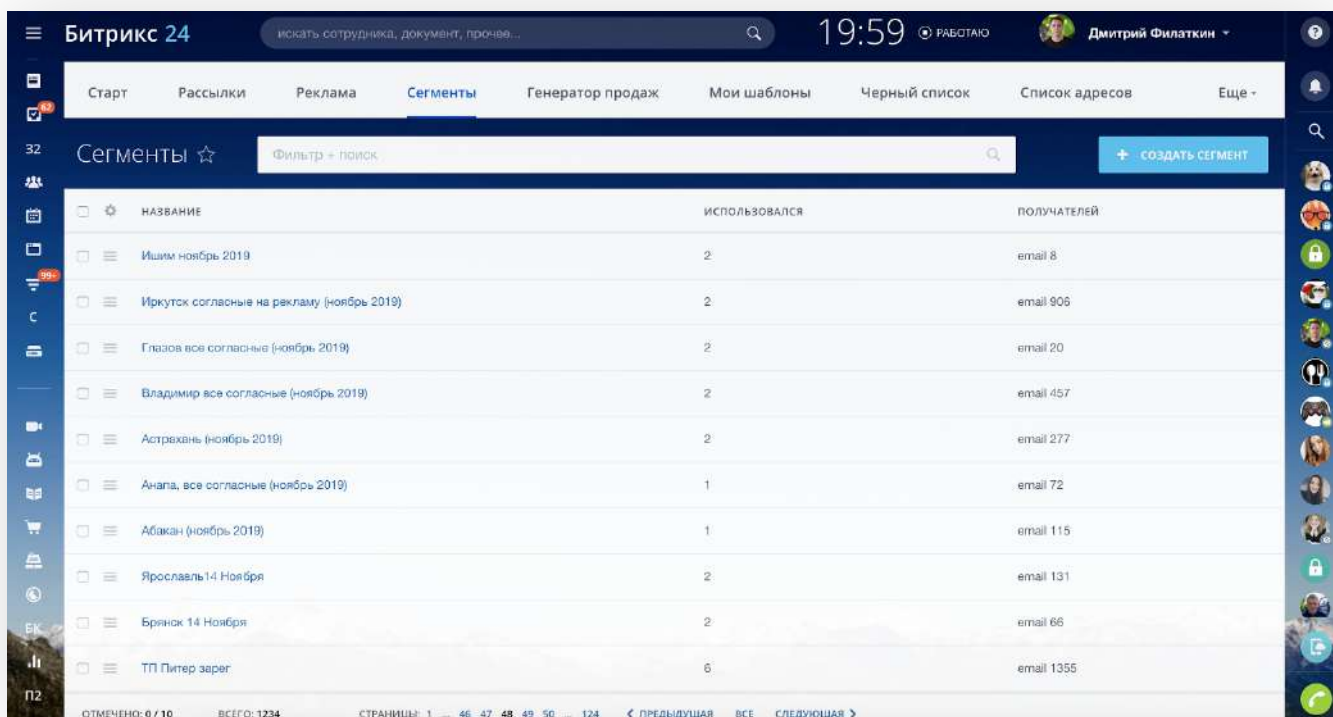 Битрикс 24
искать сотрудника, документ, прочее...
19:59
РАБОТАЮ
Дмитрий Филаткин
Старт Рассылки Реклама Сегменты Генератор продаж Мои шаблоны Черный список Список адресов Еще
62
32
Сегменты
Фильтр + поиск
+ СОЗДАТЬ СЕГМЕНТ
НАЗВАНИЕ ИСПОЛЬЗОВАЛСЯ ПОЛУЧАТЕЛЕЙ
Ишим ноябрь 2019 2 email 8
99+
Иркутск согласные на рекламу (ноябрь 2019) 2 email 906
С
Глазов все согласные (ноябрь 2019) 2 email 20
Владимир все согласные (ноябрь 2019) 2 email 457
Астрахань (ноябрь 2019) 2 email 277
Анапа, все согласные (ноябрь 2019) 1 email 72
Абакан (ноябрь 2019) 1 email 115
Ярославль14 Ноября 2 email 131
Брянск 14 Ноября 2 email 66
БК
ТП Питер зарег 6 email 1355
П2
ОТМЕЧЕНО: 0 / 10 ВСЕГО: 1234 СТРАНИЦЫ: 1 ... 46 47 48 49 50 ... 124 ПРЕДЫДУЩАЯ ВСЕ СЛЕДУЮЩАЯ